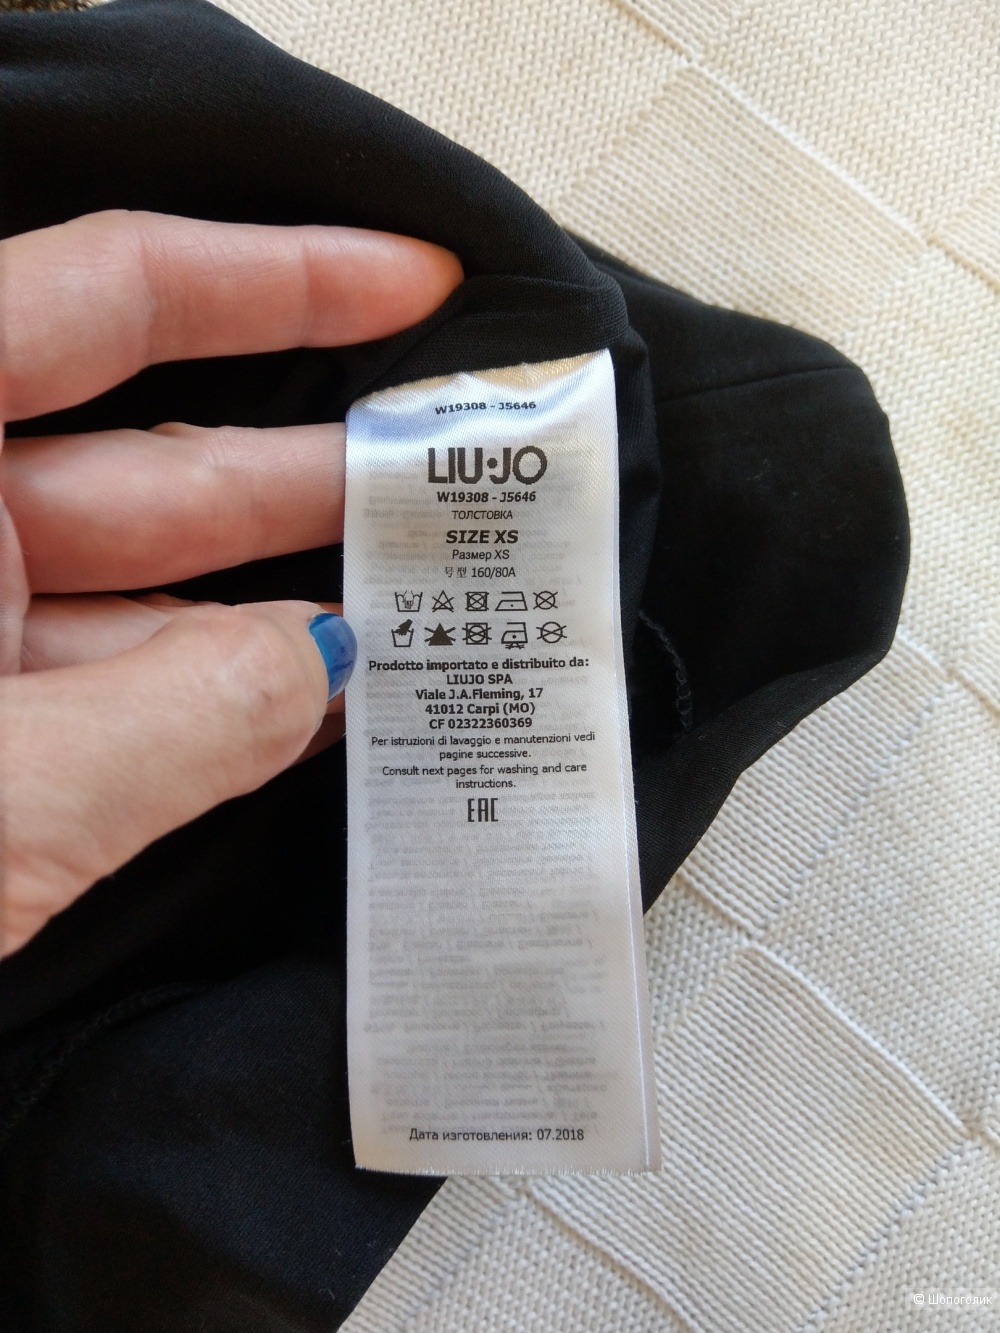 W19308 - J5646
LIU·JO
W19308 - J5646
ТОЛСТОВКА
SIZE XS
Размер XS
号型 160/80A
Prodotto importato e distribuito da:
LIUJO SPA
Viale J.A.Fleming, 17
41012 Carpi (MO)
CF 02322360369
Per istruzioni di lavaggio e manutenzioni vedi
pagine successive.
Consult next pages for washing and care
instructions.
EAC
Дата изготовления: 07.2018
© Шопоголик